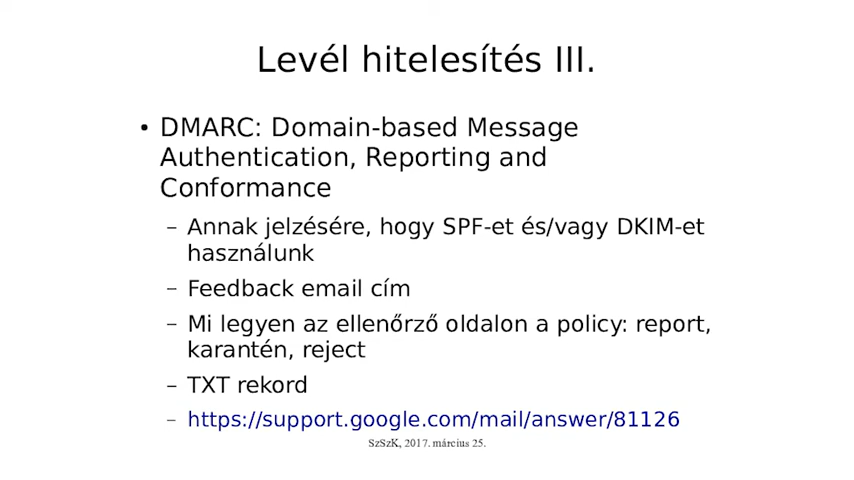 Levél hitelesítés III.
• DMARC: Domain-based Message
Authentication, Reporting and
Conformance
– Annak jelzésére, hogy SPF-et és/vagy DKIM-et
használunk
– Feedback email cím
– Mi legyen az ellenőrző oldalon a policy: report,
karantén, reject
– TXT rekord
– https://support.google.com/mail/answer/81126
SzSzK, 2017. március 25.